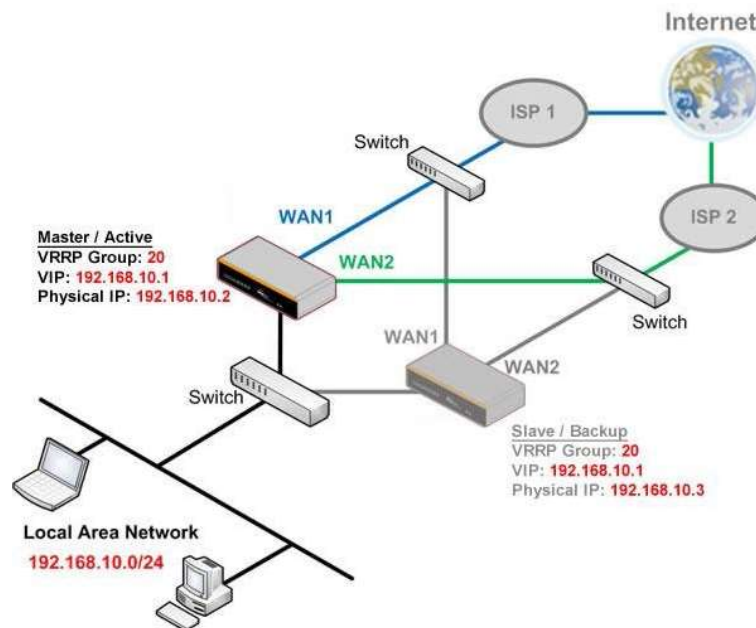 Internet
ISP 1
Switch
WAN1
Master / Active
VRRP Group: 20
VIP: 192.168.10.1
Physical IP: 192.168.10.2
WAN2
ISP 2
Switch
WAN1
WAN2
Switch
Slave / Backup
VRRP Group: 20
VIP: 192.168.10.1
Physical IP: 192.168.10.3
Local Area Network
192.168.10.0/24